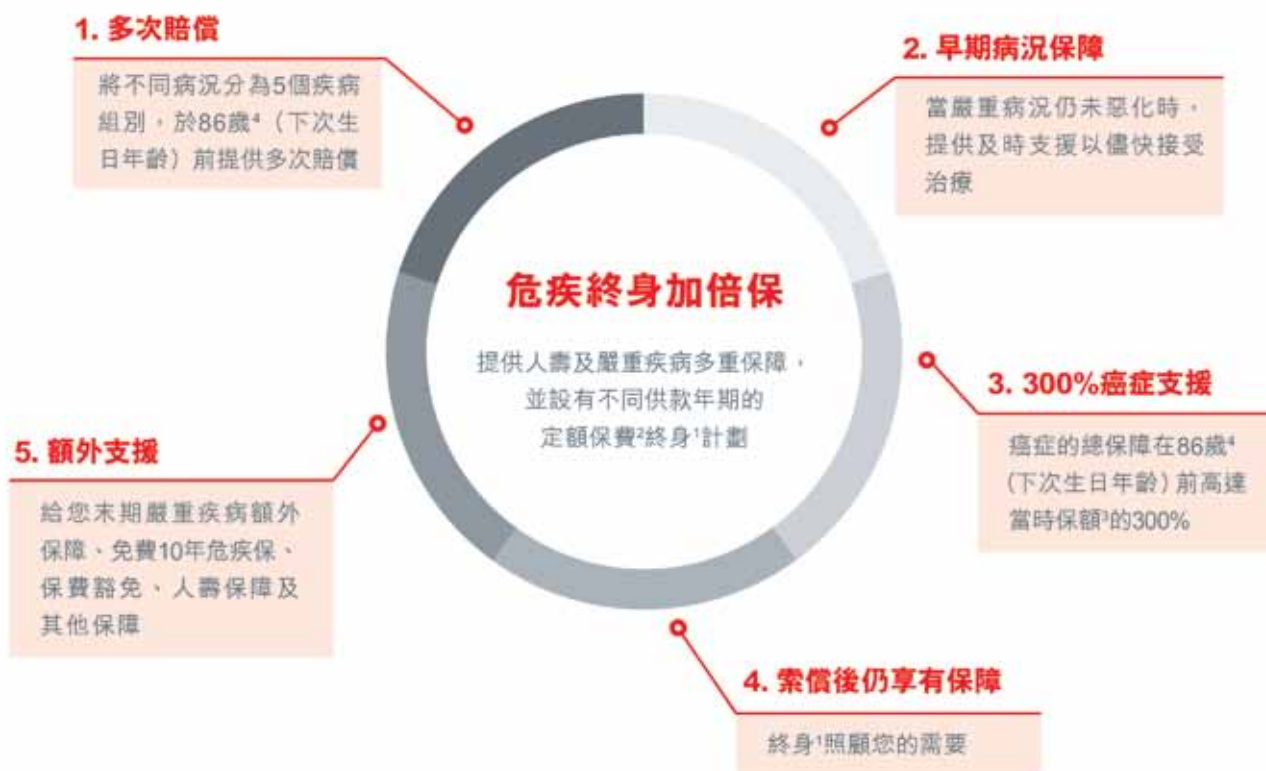 1. 多次賠償
將不同病況分為5個疾病
組別，於86歲⁴（下次生
日年齡）前提供多次賠償
2. 早期病況保障
當嚴重病況仍未惡化時，
提供及時支援以儘快接受
治療
危疾終身加倍保
提供人壽及嚴重疾病多重保障，
並設有不同供款年期的
定額保費²終身¹計劃
3. 300%癌症支援
癌症的總保障在86歲⁴
(下次生日年齡) 前高達
當時保額³的300%
5. 額外支援
給您末期嚴重疾病額外
保障、免費10年危疾保、
保費豁免、人壽保障及
其他保障
4. 索償後仍享有保障
終身¹照顧您的需要